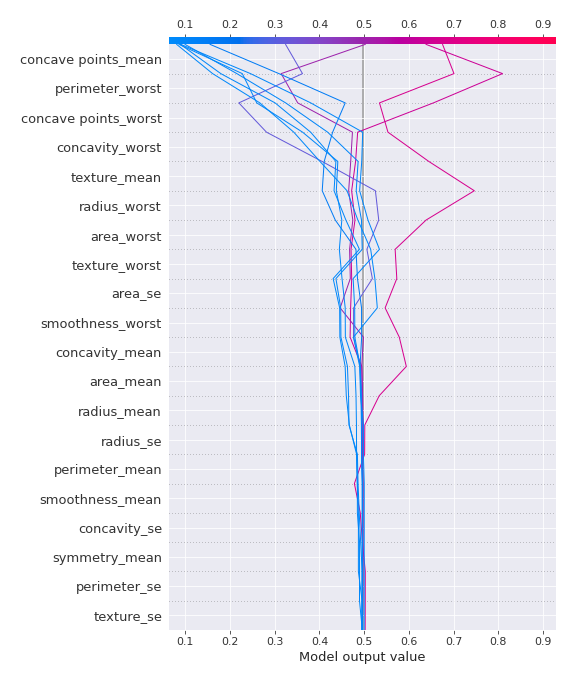 0.1 0.2 0.3 0.4 0.5 0.6 0.7 0.8 0.9
concave points_mean
perimeter_worst
concave points_worst
concavity_worst
texture_mean
radius_worst
area_worst
texture_worst
area_se
smoothness_worst
concavity_mean
area_mean
radius_mean
radius_se
perimeter_mean
smoothness_mean
concavity_se
symmetry_mean
perimeter_se
texture_se
0.1 0.2 0.3 0.4 0.5 0.6 0.7 0.8 0.9
Model output value